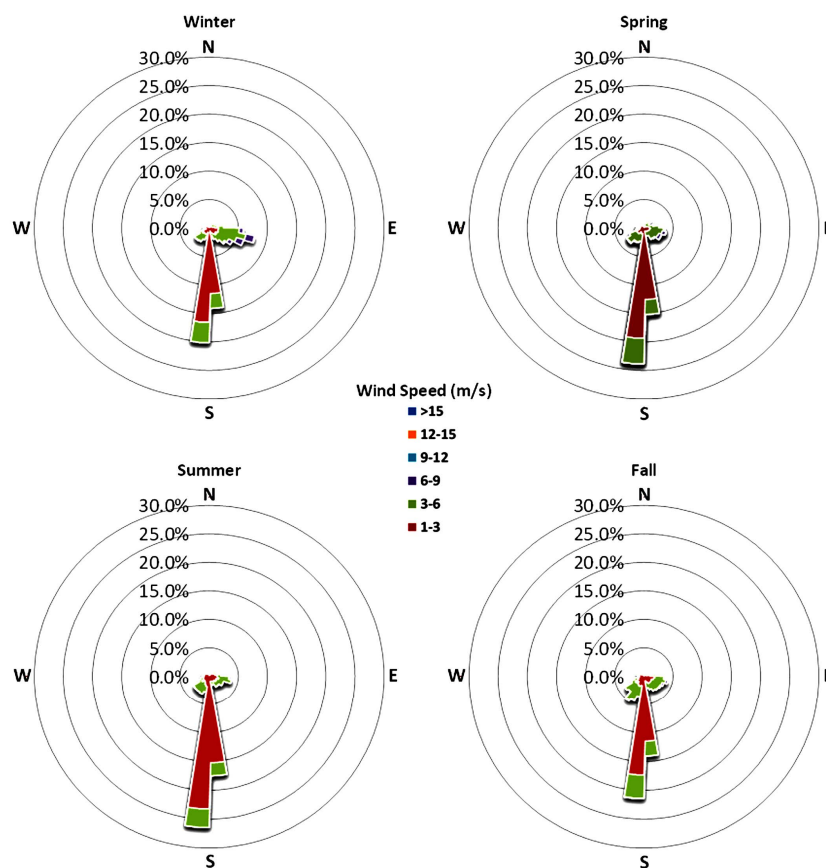 Winter
N
30.0%
25.0%
20.0%
15.0%
10.0%
5.0%
0.0%
W
E
S
Spring
N
30.0%
25.0%
20.0%
15.0%
10.0%
5.0%
0.0%
W
S
Wind Speed (m/s)
>15
12-15
9-12
6-9
3-6
1-3
Summer
N
30.0%
25.0%
20.0%
15.0%
10.0%
5.0%
0.0%
W
E
S
Fall
N
30.0%
25.0%
20.0%
15.0%
10.0%
5.0%
0.0%
W
S